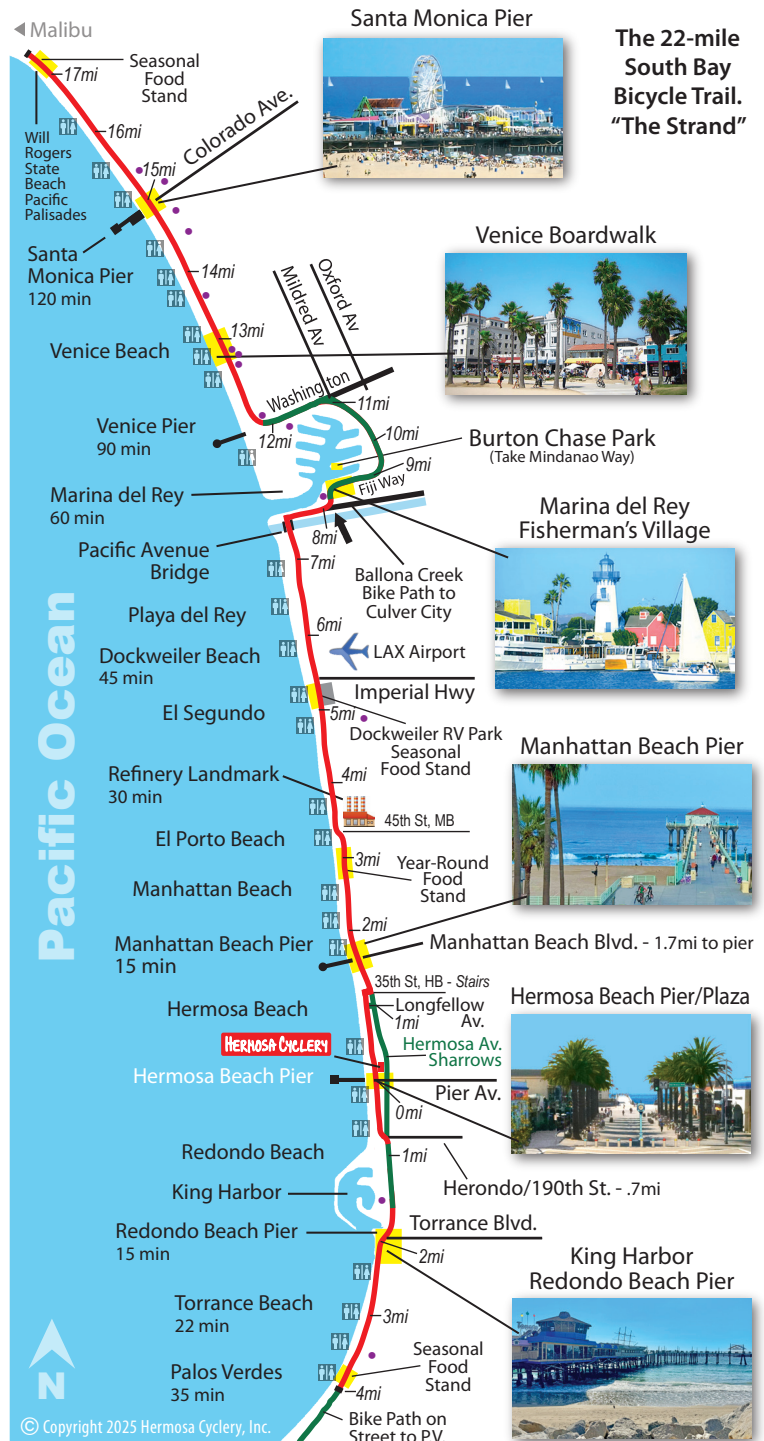 Malibu
Seasonal
Food
Stand
17mi
Santa Monica Pier
The 22-mile
South Bay
Bicycle Trail.
“The Strand”
16mi
Will
Rogers
State
Beach
Pacific
Palisades
Colorado Ave.
15mi
Santa
Monica Pier
120 min
14mi
Venice Boardwalk
Mildred Av
Oxford Av
13mi
Venice Beach
Washington
11mi
12mi
10mi
Venice Pier
90 min
Burton Chase Park
(Take Mindanao Way)
9mi
Fiji Way
Marina del Rey
60 min
Marina del Rey
Fisherman’s Village
8mi
Pacific Avenue
Bridge
7mi
Ballona Creek
Bike Path to
Culver City
Playa del Rey
6mi
LAX Airport
Dockweiler Beach
45 min
Imperial Hwy
El Segundo
5mi
Dockweiler RV Park
Seasonal
Food Stand
Pacific Ocean
Manhattan Beach Pier
Refinery Landmark
30 min
4mi
45th St, MB
El Porto Beach
3mi
Year-Round
Food
Stand
Manhattan Beach
2mi
Manhattan Beach Pier
15 min
Manhattan Beach Blvd. - 1.7mi to pier
35th St, HB - Stairs
Hermosa Beach
Longfellow
Av.
1mi
Hermosa Beach Pier/Plaza
HERMOSA CYCLERY
Hermosa Av.
Sharrows
Hermosa Beach Pier
Pier Av.
0mi
Redondo Beach
1mi
King Harbor
Herondo/190th St. - .7mi
Redondo Beach Pier
15 min
Torrance Blvd.
2mi
King Harbor
Redondo Beach Pier
Torrance Beach
22 min
3mi
Palos Verdes
35 min
Seasonal
Food
Stand
4mi
N
Bike Path on
Street to P.V.
© Copyright 2025 Hermosa Cyclery, Inc.